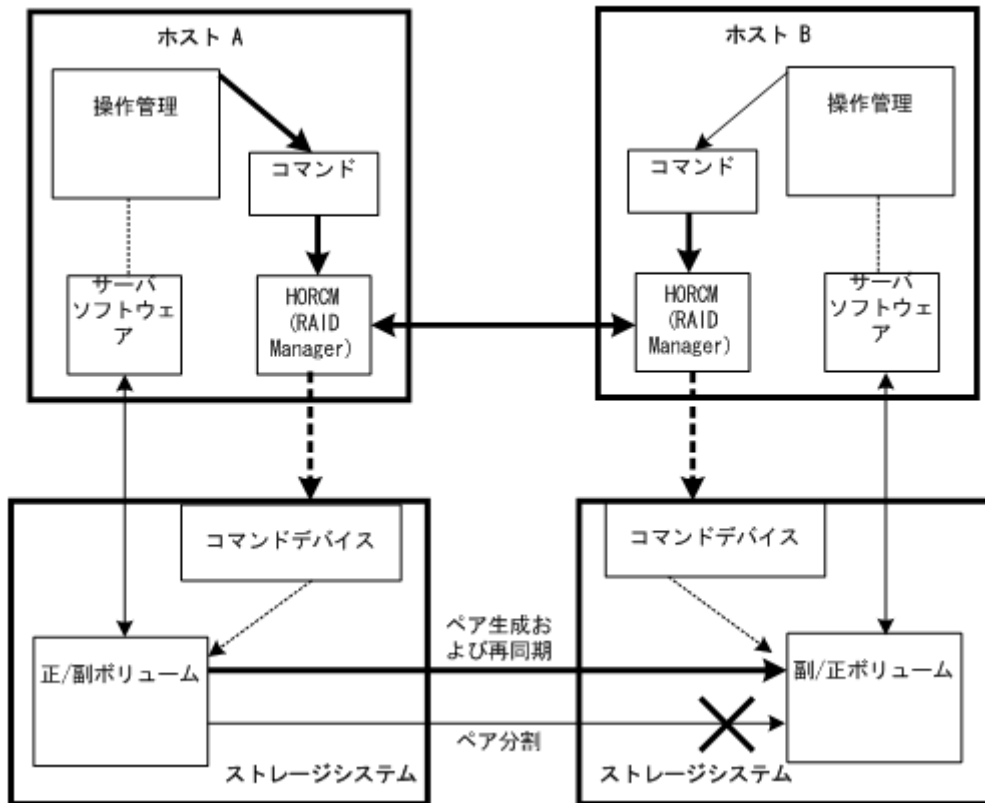 ホスト A
操作管理
コマンド
サーバ
ソフトウェ
ア
HORCM
(RAID
Manager)
ホスト B
操作管理
コマンド
HORCM
(RAID
Manager)
サーバ
ソフトウェ
ア
コマンドデバイス
正/副ボリューム
ストレージシステム
ペア生成お
よび再同期
ペア分割
コマンドデバイス
副/正ボリューム
ストレージシステム